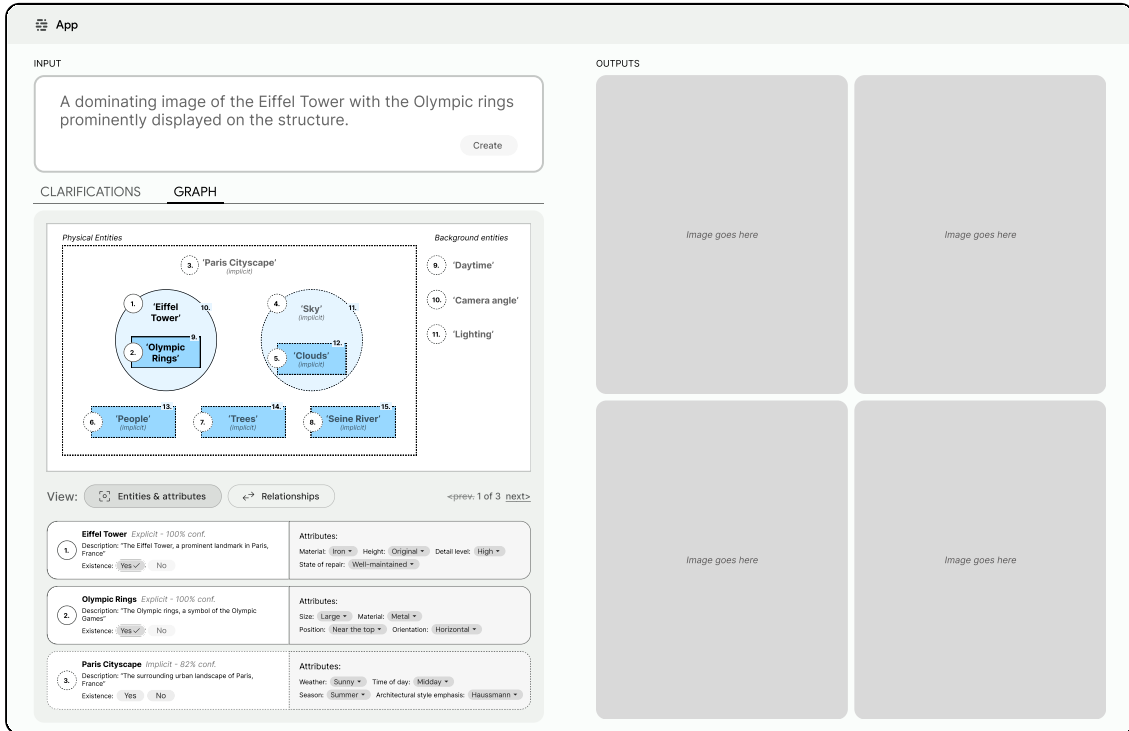 App
INPUT
A dominating image of the Eiffel Tower with the Olympic rings
prominently displayed on the structure.
Create
CLARIFICATIONS
GRAPH
Physical Entities
Background entities
3.
'Paris Cityscape'
(implicit)
1.
'Eiffel
Tower'
10.
2.
9.
'Olympic
Rings'
4.
'Sky'
(implicit)
11.
5.
12.
'Clouds'
(implicit)
6.
13.
'People'
(implicit)
7.
14.
'Trees'
(implicit)
8.
15.
'Seine River'
(implicit)
9.
'Daytime'
10.
'Camera angle'
11.
'Lighting'
View:
Entities & attributes
Relationships
<prev. 1 of 3 next>
1.
Eiffel Tower Explicit - 100% conf.
Description: "The Eiffel Tower, a prominent landmark in Paris,
France"
Existence: Yes No
Attributes:
Material: Iron Height: Original Detail level: High
State of repair: Well-maintained
2.
Olympic Rings Explicit - 100% conf.
Description: "The Olympic rings, a symbol of the Olympic
Games"
Existence: Yes No
Attributes:
Size: Large Material: Metal
Position: Near the top Orientation: Horizontal
3.
Paris Cityscape Implicit - 82% conf.
Description: "The surrounding urban landscape of Paris,
France"
Existence: Yes No
Attributes:
Weather: Sunny Time of day: Midday
Season: Summer Architectural style emphasis: Haussmann
OUTPUTS
Image goes here
Image goes here
Image goes here
Image goes here